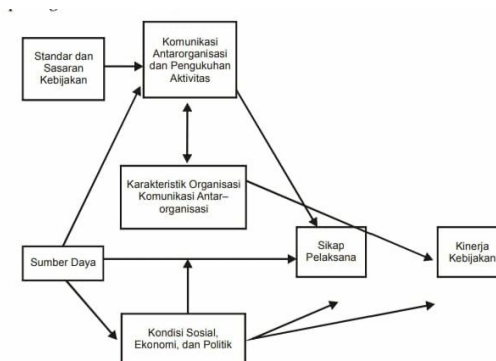 Komunikasi
Antarorganisasi
dan Pengukuhan
Aktivitas
Standar dan
Sasaran
Kebijakan
Karakteristik Organisasi
Komunikasi Antar–
organisasi
Sikap
Pelaksana
Kinerja
Kebijakan
Sumber Daya
Kondisi Sosial,
Ekonomi, dan Politik